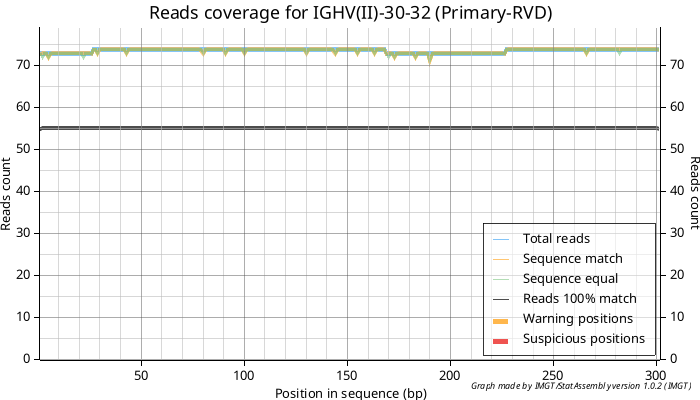 Reads coverage for IGHV(II)-30-32 (Primary-RVD)
70 70
60 60
50 50
40 40
30 30
20 20
10 10
0 0
Reads count
Reads count
Total reads
Sequence match
Sequence equal
Reads 100% match
Warning positions
Suspicious positions
50 100 150 200 250 300
Position in sequence (bp)
Graph made by IMGT/StatAssembly version 1.0.2 (IMGT)